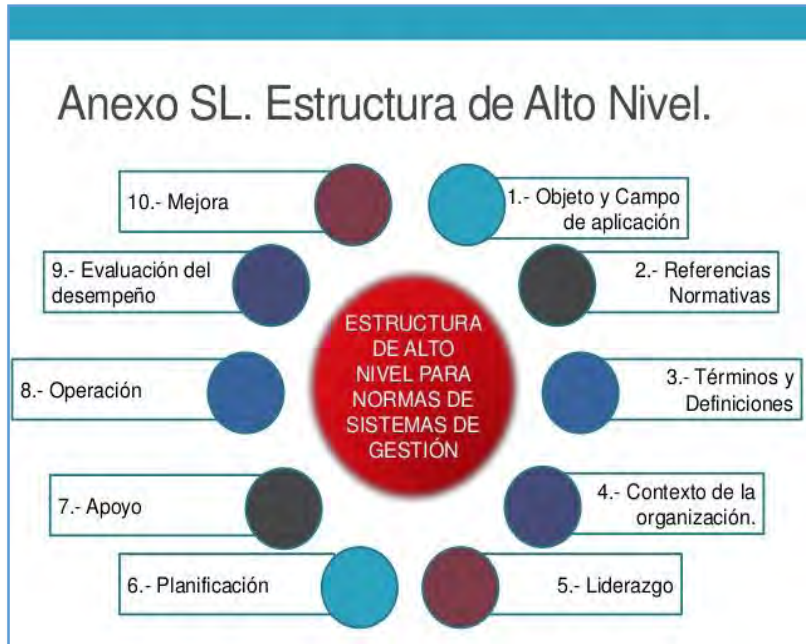 Anexo SL. Estructura de Alto Nivel.
10.- Mejora
1.- Objeto y Campo
de aplicación
9.- Evaluación del
desempeño
2.- Referencias
Normativas
ESTRUCTURA
DE ALTO
NIVEL PARA
NORMAS DE
SISTEMAS DE
GESTIÓN
8.- Operación
3.- Términos y
Definiciones
7.- Apoyo
4.- Contexto de la
organización.
6.- Planificación
5.- Liderazgo